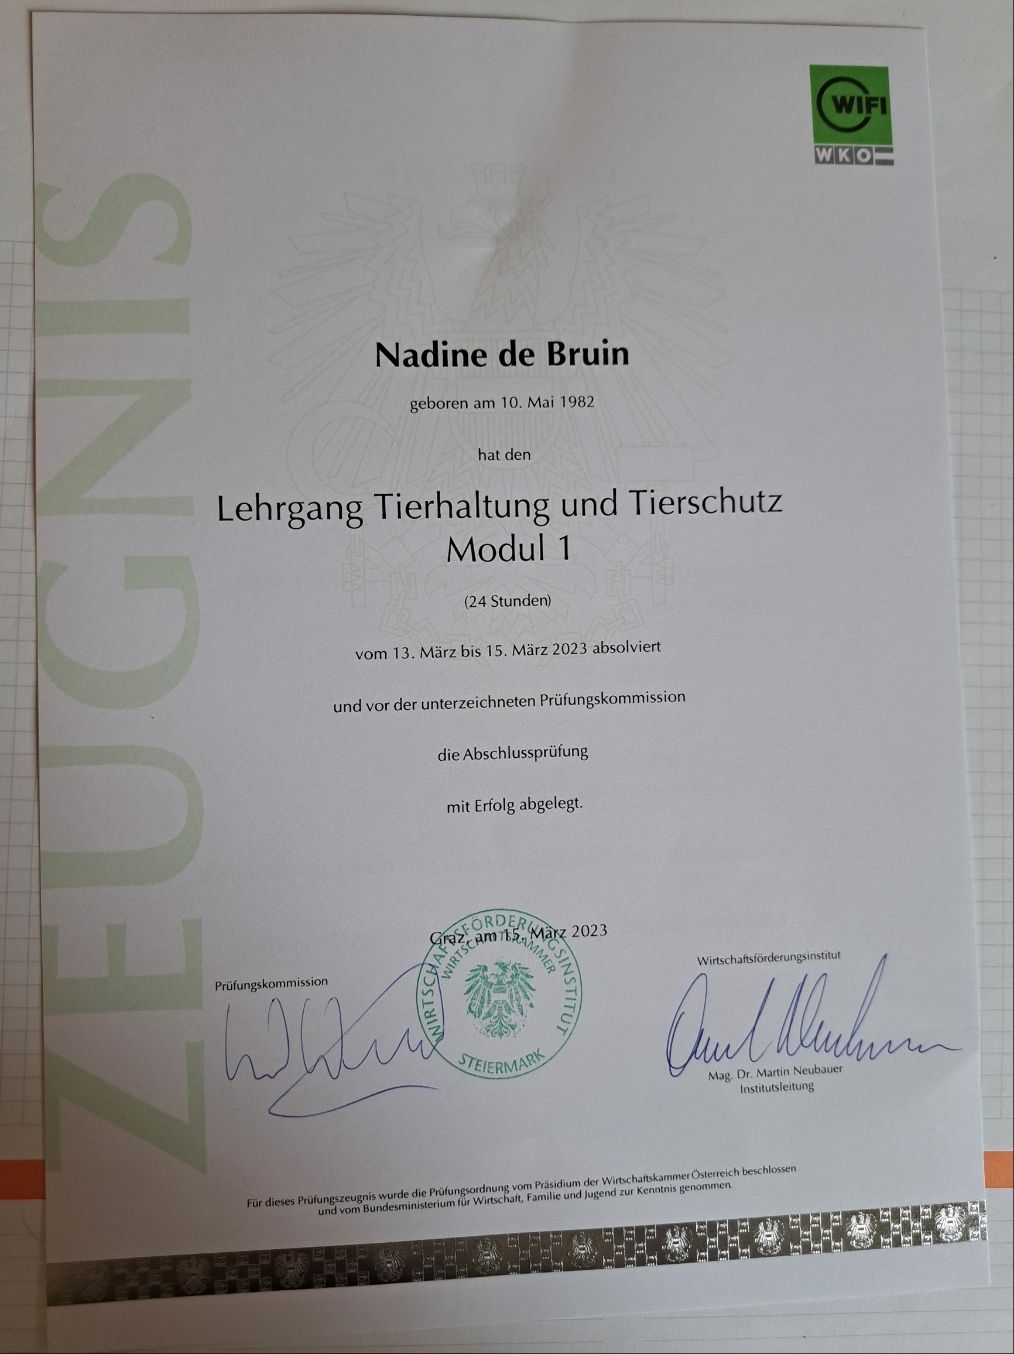 WIFI
WKO
ZEUGNIS
Nadine de Bruin
geboren am 10. Mai 1982
hat den
Lehrgang Tierhaltung und Tierschutz
Modul 1
(24 Stunden)
vom 13. März bis 15. März 2023 absolviert
und vor der unterzeichneten Prüfungskommission
die Abschlussprüfung
mit Erfolg abgelegt.
Graz, am 15. März 2023
WIRTSCHAFTSFÖRDERUNGSINSTITUT
WIRTSCHAFTSKAMMER
STEIERMARK
Prüfungskommission
Wirtschaftsförderungsinstitut
Mag. Dr. Martin Neubauer
Institutsleitung
Für dieses Prüfungszeugnis wurde die Prüfungsordnung vom Präsidium der Wirtschaftskammer Österreich beschlossen
und vom Bundesministerium für Wirtschaft, Familie und Jugend zur Kenntnis genommen.